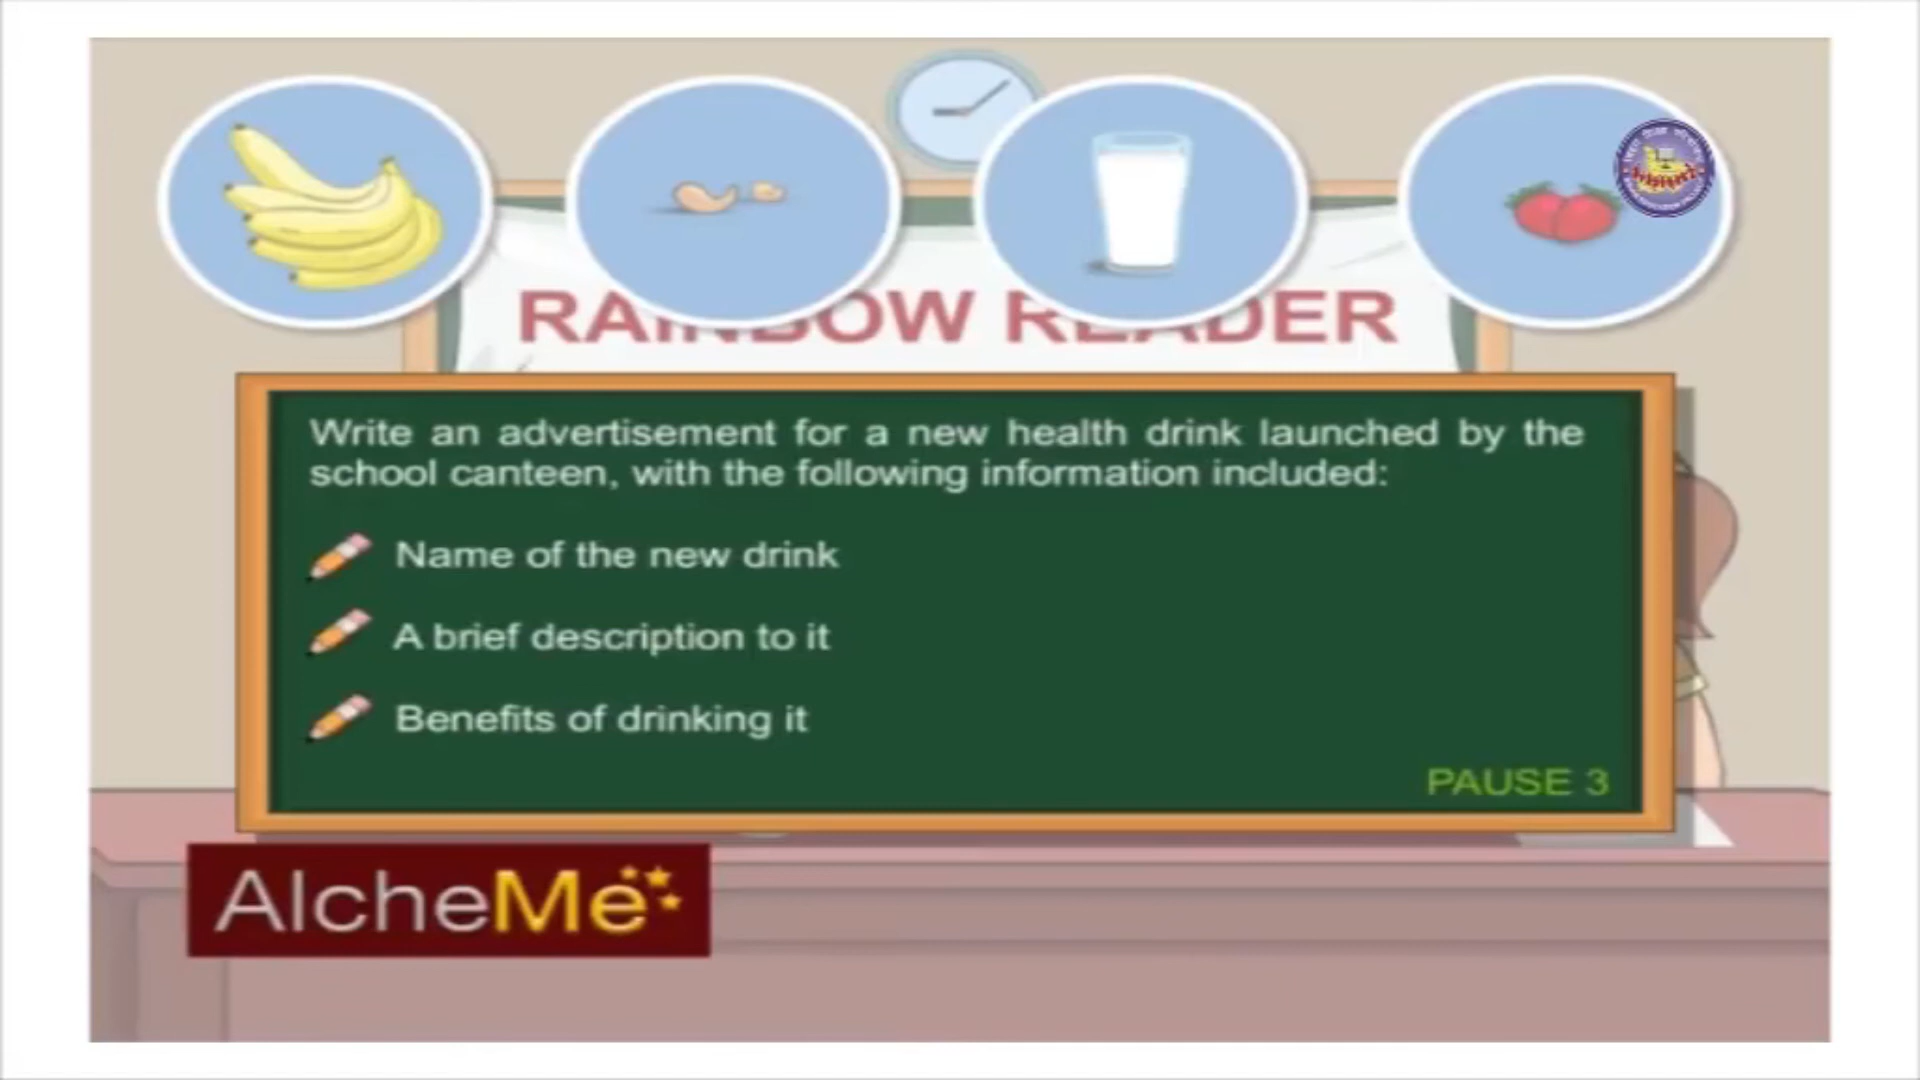 RAINBOW READER
Write an advertisement for a new health drink launched by the
school canteen, with the following information included:
Name of the new drink
A brief description to it
Benefits of drinking it
PAUSE 3
AlcheMe